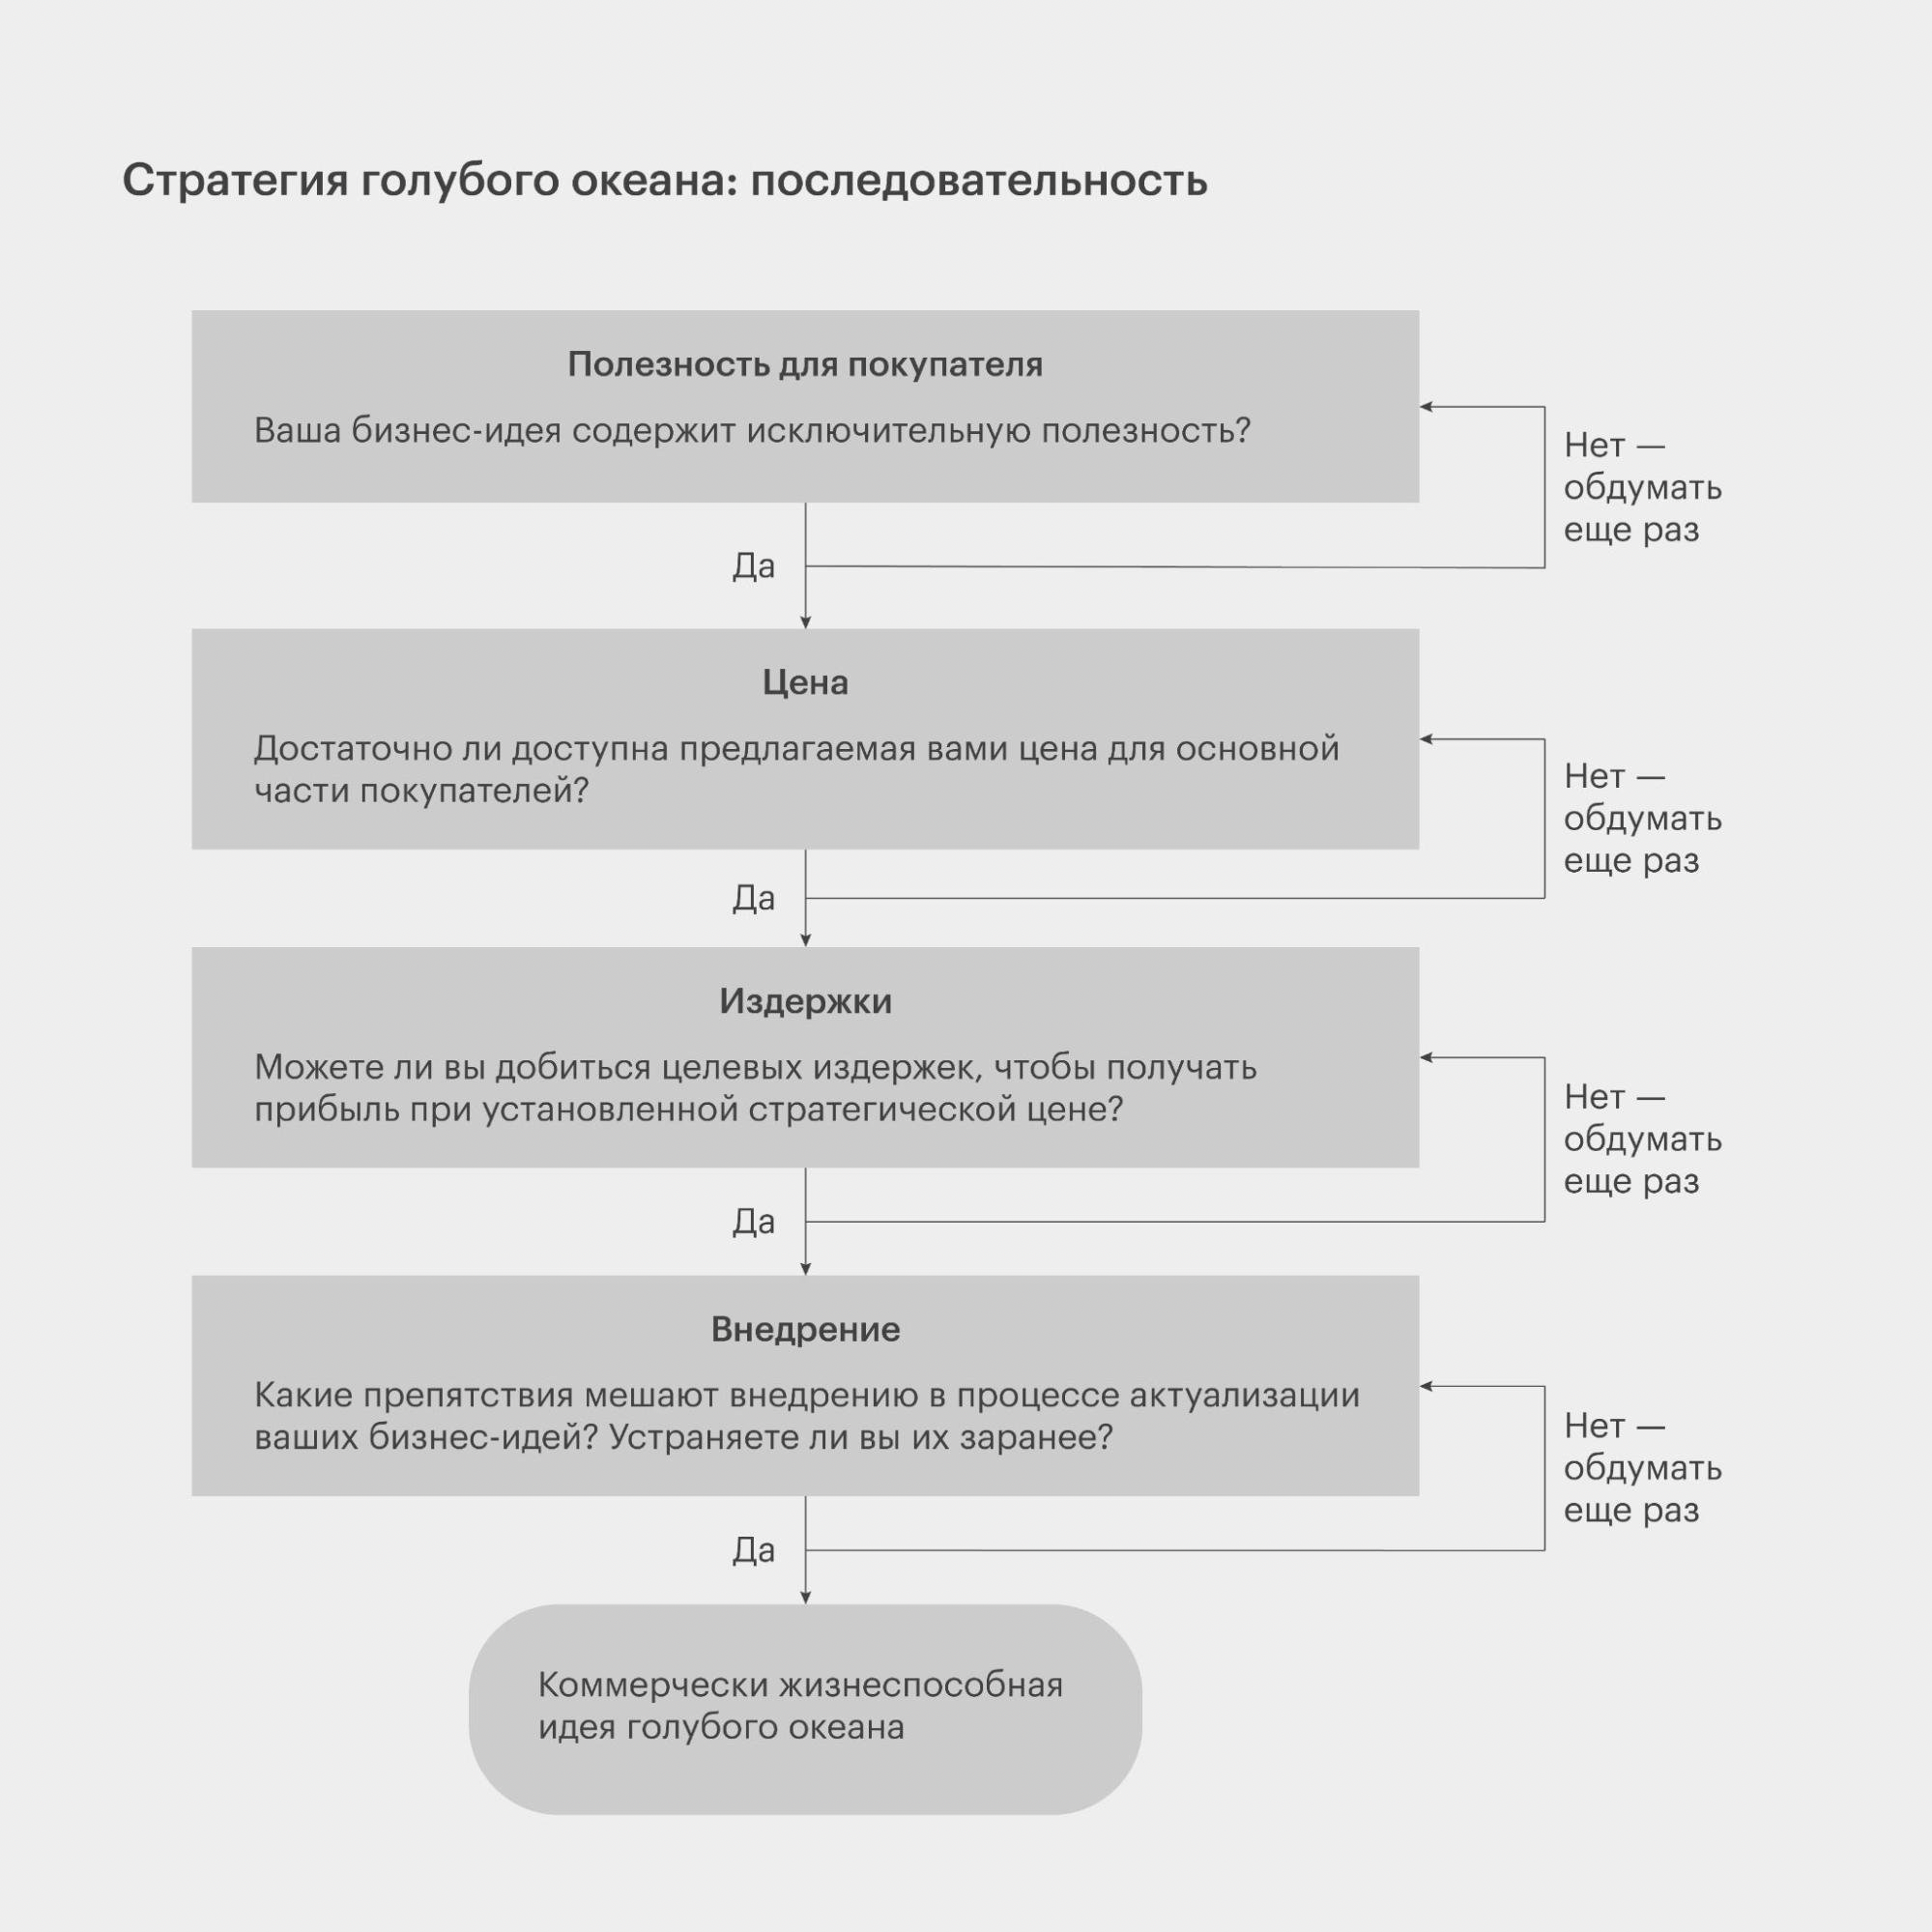 Стратегия голубого океана: последовательность
Полезность для покупателя
Ваша бизнес-идея содержит исключительную полезность?
Нет —
обдумать
еще раз
Да
Цена
Достаточно ли доступна предлагаемая вами цена для основной
части покупателей?
Нет —
обдумать
еще раз
Да
Издержки
Можете ли вы добиться целевых издержек, чтобы получать
прибыль при установленной стратегической цене?
Нет —
обдумать
еще раз
Да
Внедрение
Какие препятствия мешают внедрению в процессе актуализации
ваших бизнес-идей? Устраняете ли вы их заранее?
Нет —
обдумать
еще раз
Да
Коммерчески жизнеспособная
идея голубого океана